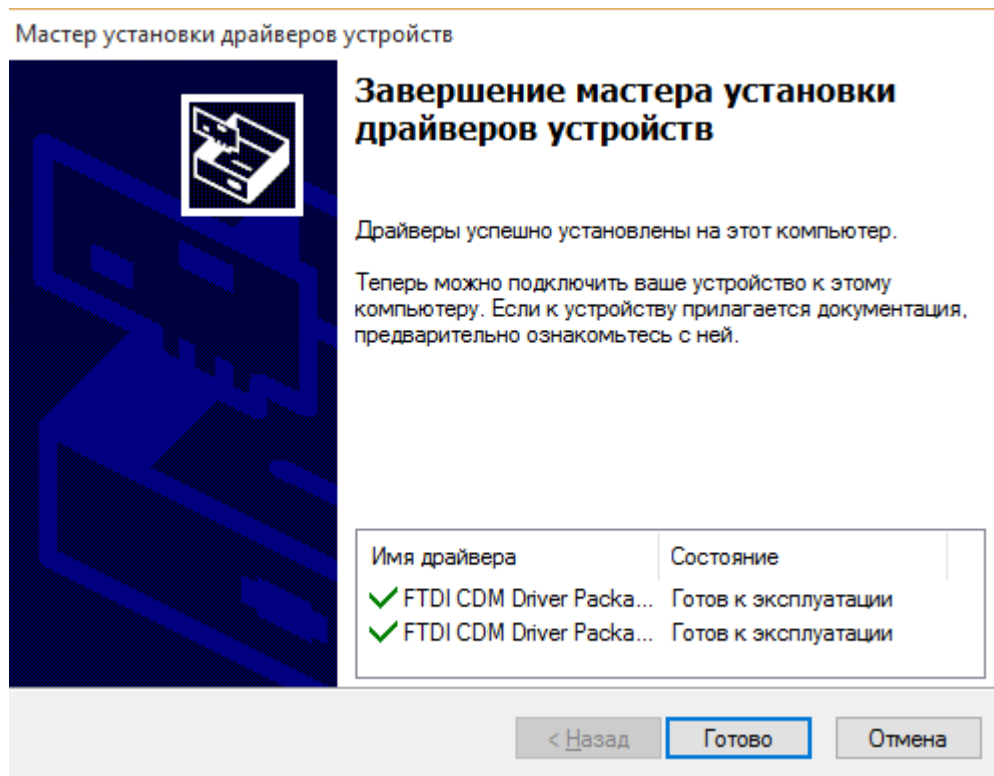 Мастер установки драйверов устройств
Завершение мастера установки
драйверов устройств
Драйверы успешно установлены на этот компьютер.
Теперь можно подключить ваше устройство к этому
компьютеру. Если к устройству прилагается документация,
предварительно ознакомьтесь с ней.
Имя драйвера Состояние
FTDI CDM Driver Packa... Готов к эксплуатации
FTDI CDM Driver Packa... Готов к эксплуатации
< Назад Готово Отмена